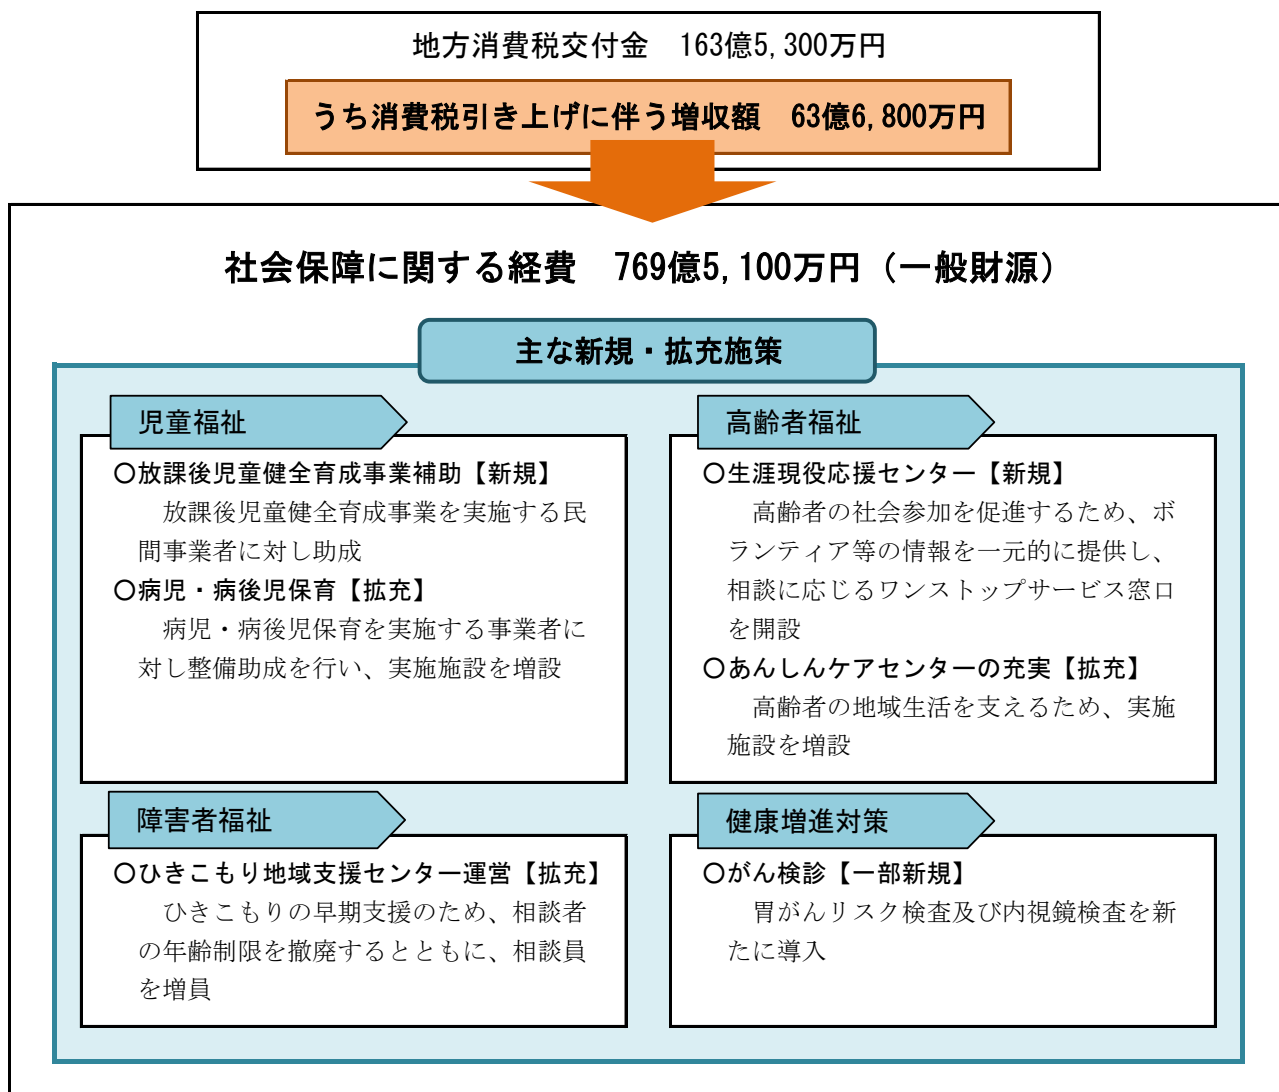 地方消費税交付金　163億5,300万円
うち消費税引き上げに伴う増収額　63億6,800万円
社会保障に関する経費　769億5,100万円（一般財源）
主な新規・拡充施策
児童福祉
○放課後児童健全育成事業補助【新規】
放課後児童健全育成事業を実施する民
間事業者に対し助成
○病児・病後児保育【拡充】
病児・病後児保育を実施する事業者に
対し整備助成を行い、実施施設を増設
高齢者福祉
○生涯現役応援センター【新規】
高齢者の社会参加を促進するため、ボ
ランティア等の情報を一元的に提供し、
相談に応じるワンストップサービス窓口
を開設
○あんしんケアセンターの充実【拡充】
高齢者の地域生活を支えるため、実施
施設を増設
障害者福祉
○ひきこもり地域支援センター運営【拡充】
ひきこもりの早期支援のため、相談者
の年齢制限を撤廃するとともに、相談員
を増員
健康増進対策
○がん検診【一部新規】
胃がんリスク検査及び内視鏡検査を新
たに導入